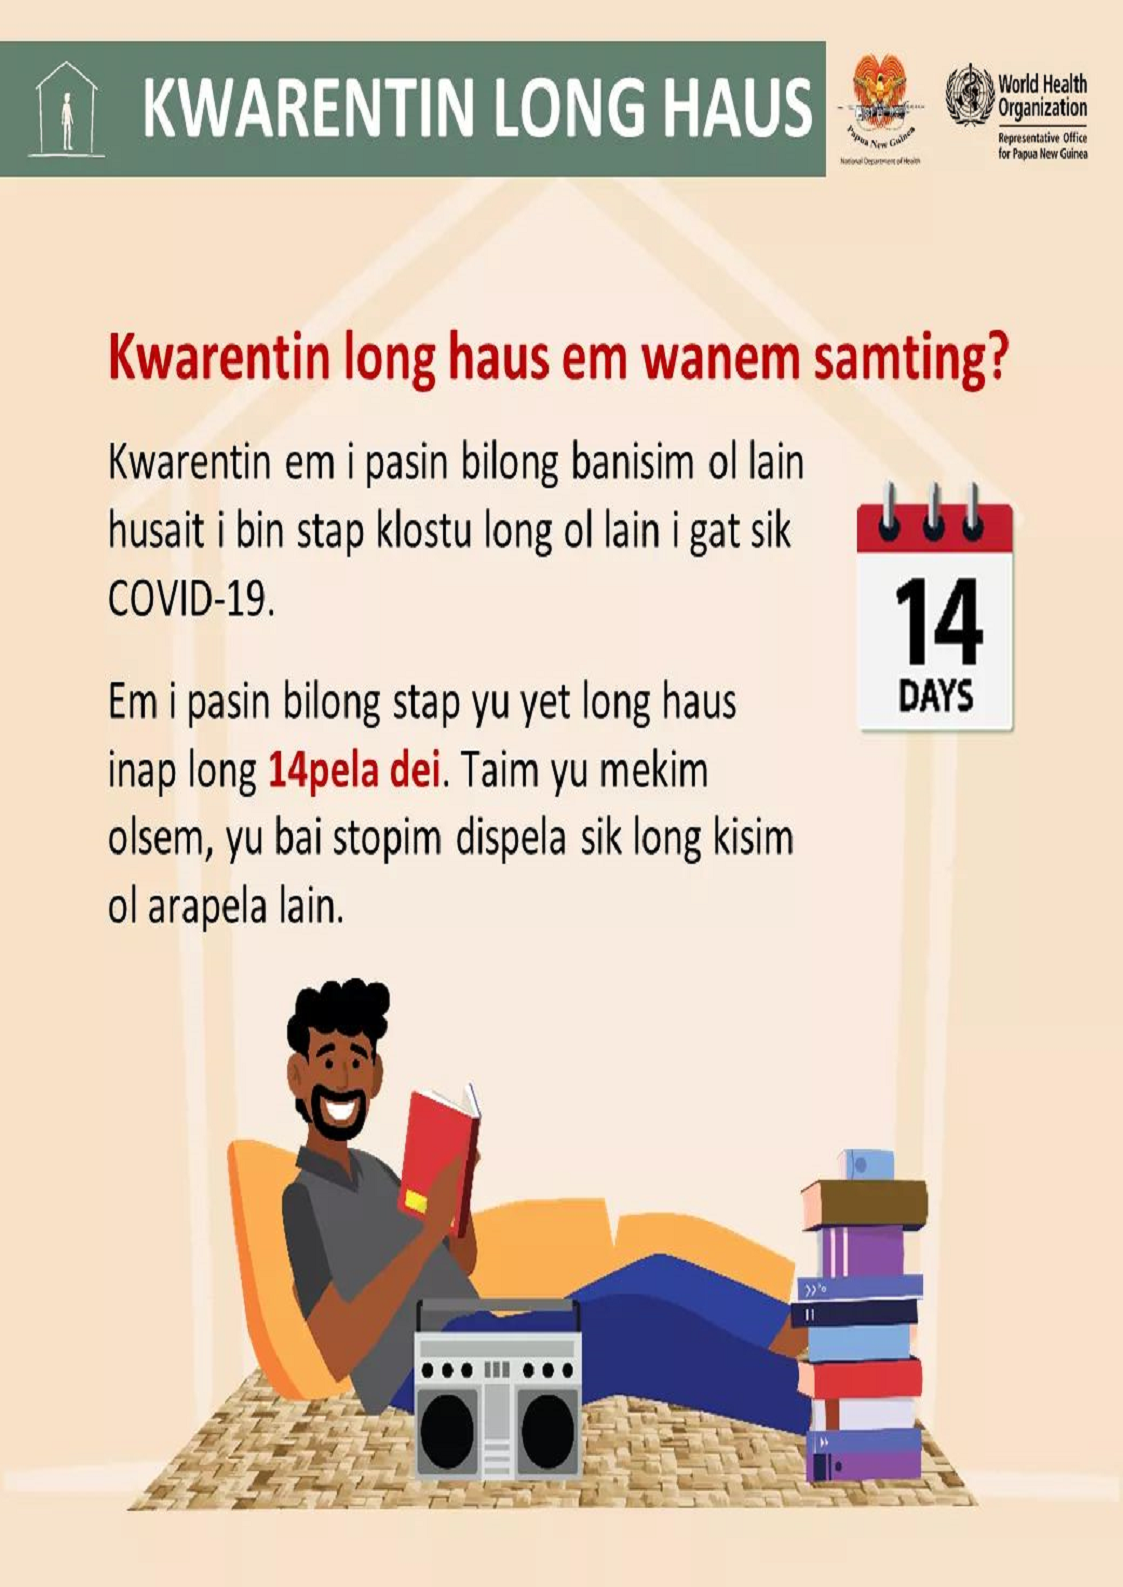 KWARENTIN LONG HAUS
Papua New Guinea
National Department of Health
World Health
Organization
Representative Office
for Papua New Guinea
Kwarentin long haus em wanem samting?
Kwarentin em i pasin bilong banisim ol lain
husait i bin stap klostu long ol lain i gat sik
COVID-19.
14
DAYS
Em i pasin bilong stap yu yet long haus
inap long 14pela dei. Taim yu mekim
olsem, yu bai stopim dispela sik long kisim
ol arapela lain.